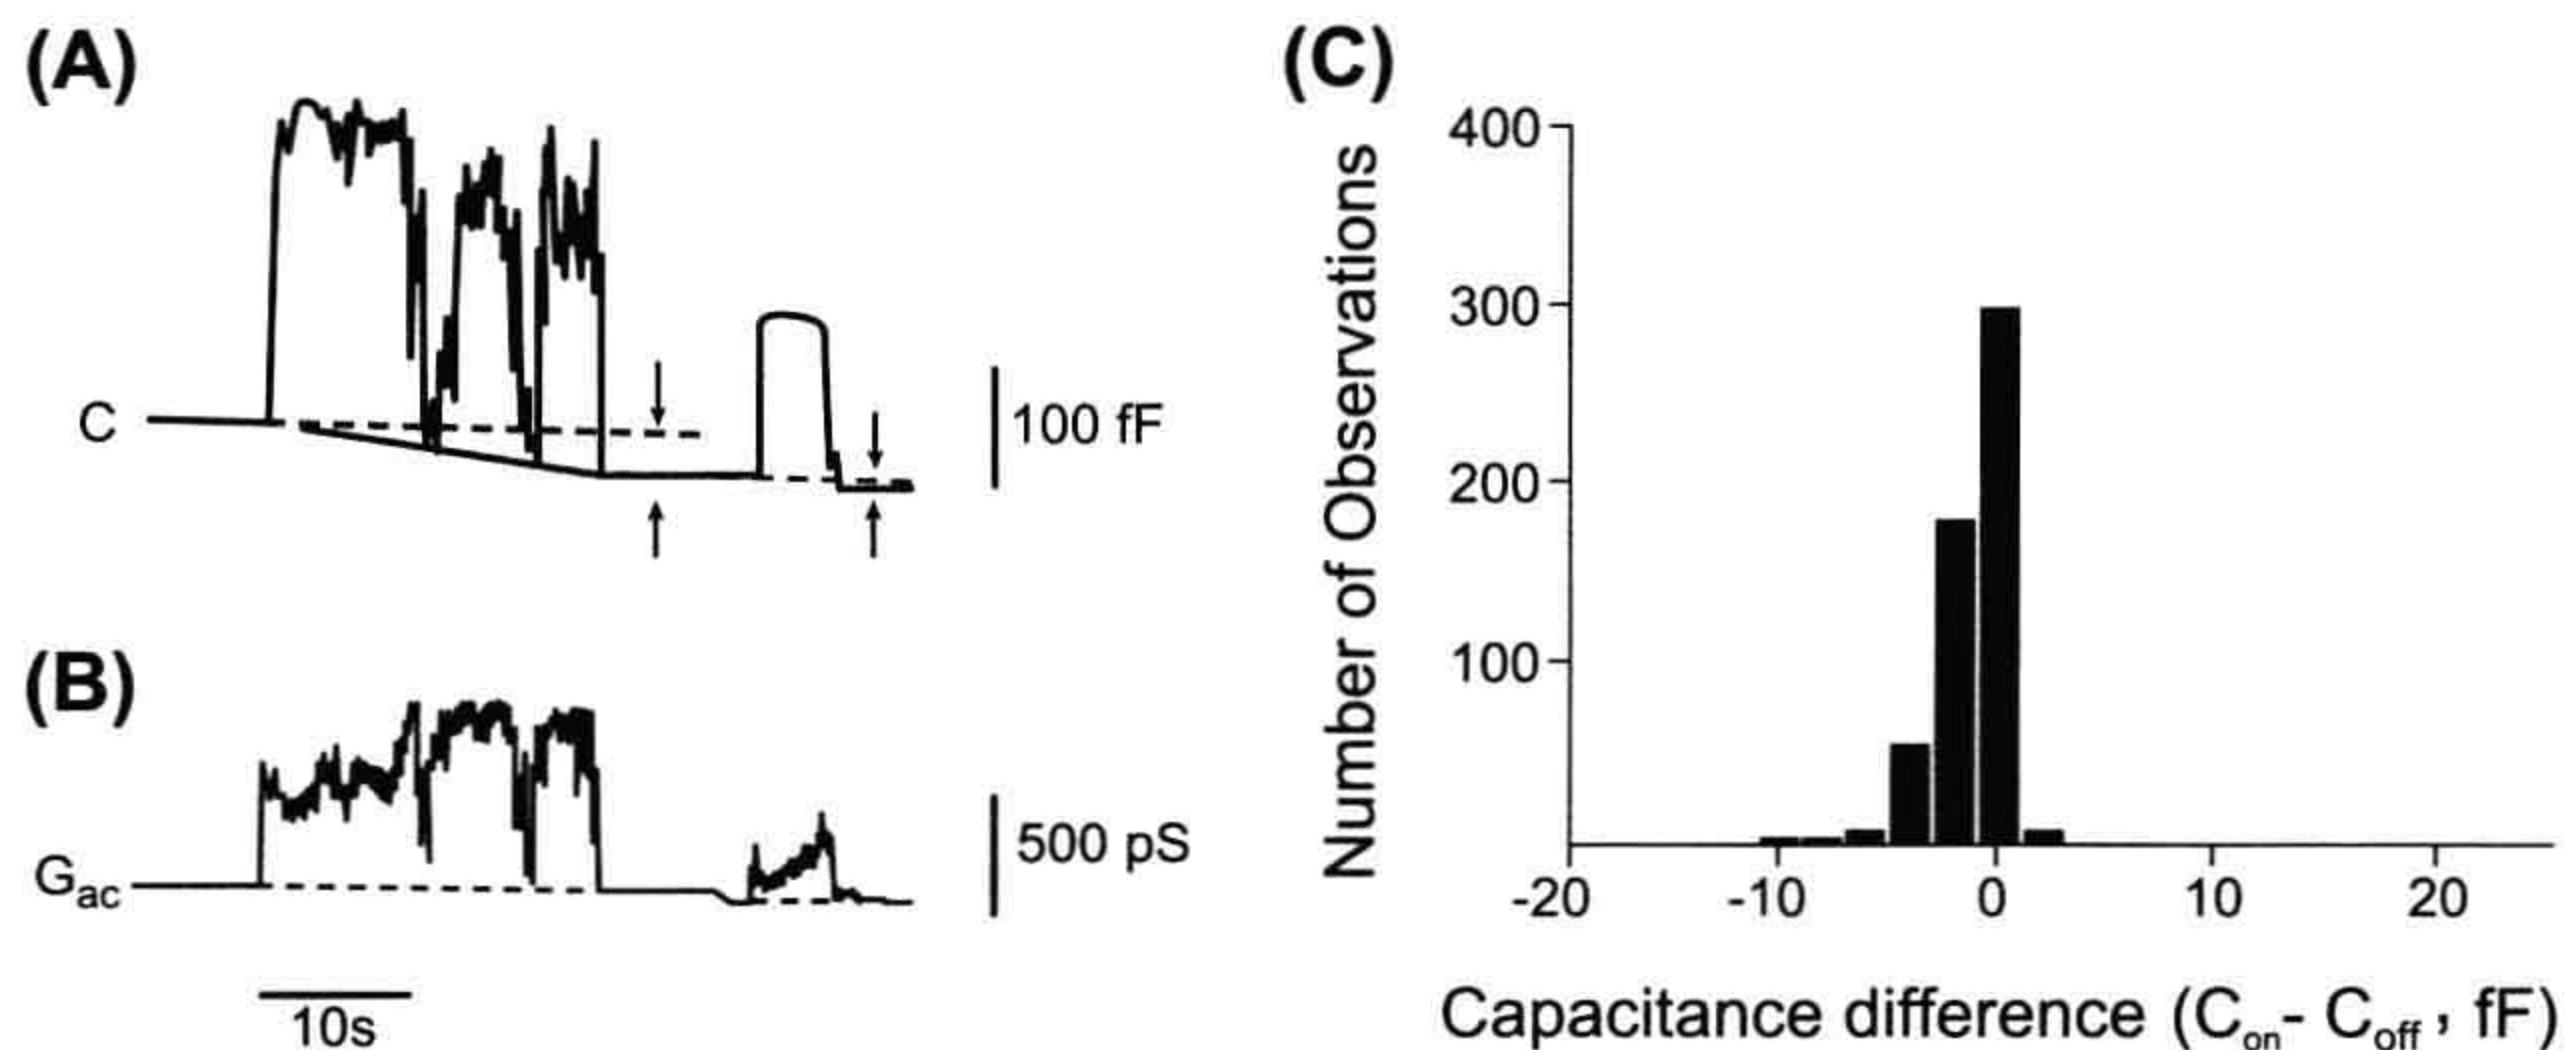 (A)
C
100 fF
(B)
Gac
500 pS
10s
(C)
Number of Observations
400
300
200
100
-20 -10 0 10 20
Capacitance difference (Con- Coff , fF)